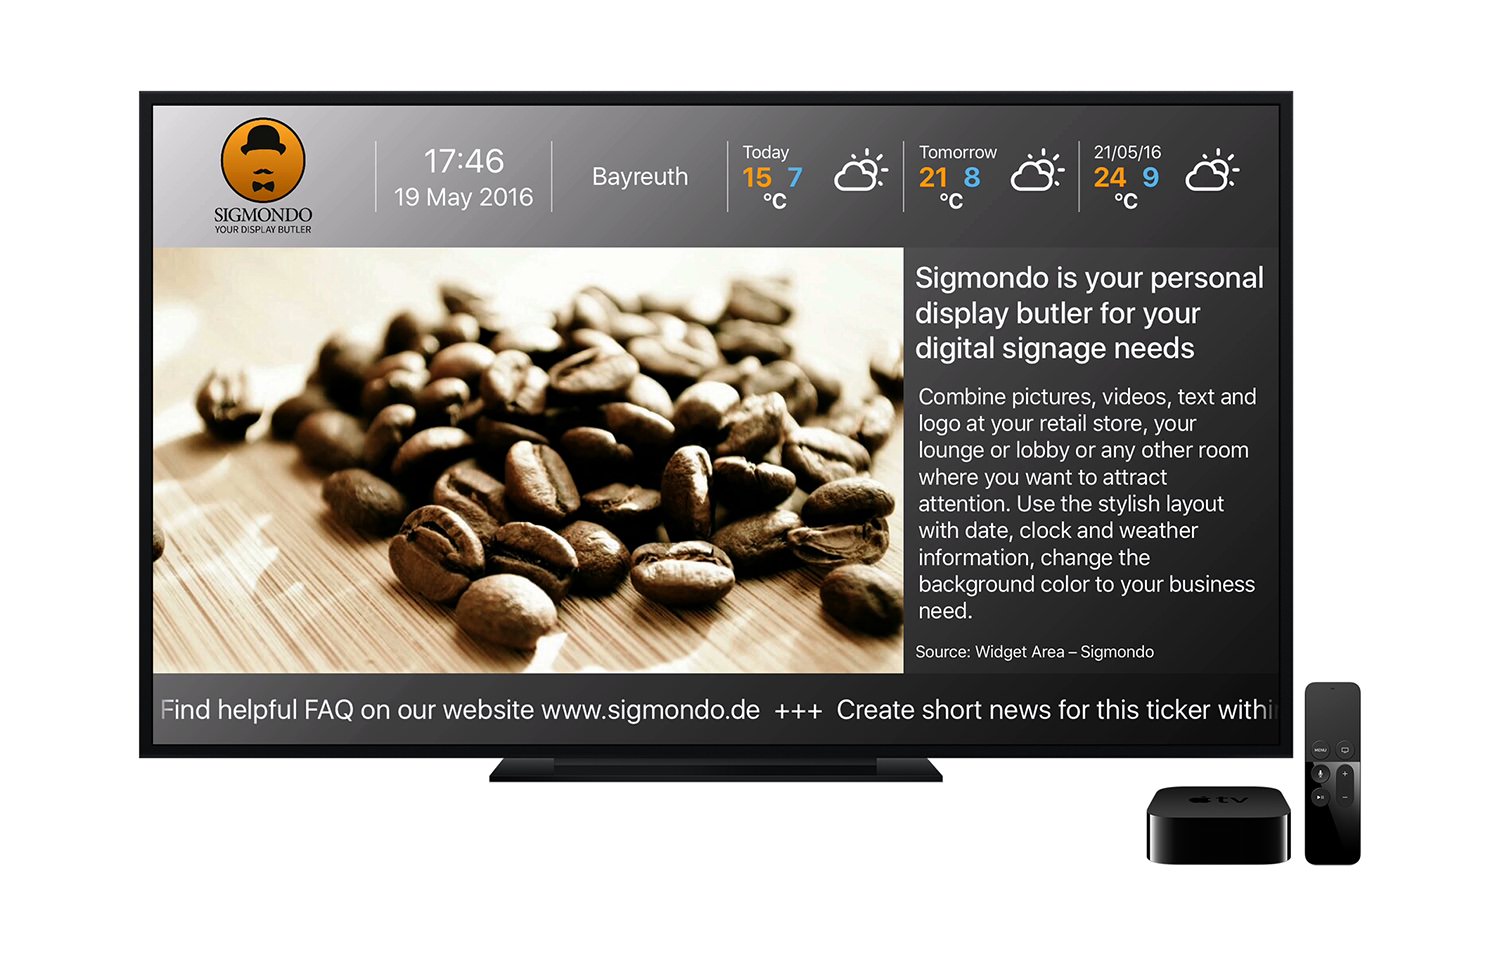 SIGMONDO
YOUR DISPLAY BUTLER
17:46
19 May 2016
Bayreuth
Today
15 7
°C
Tomorrow
21 8
°C
21/05/16
24 9
°C
Sigmondo is your personal
display butler for your
digital signage needs
Combine pictures, videos, text and
logo at your retail store, your
lounge or lobby or any other room
where you want to attract
attention. Use the stylish layout
with date, clock and weather
information, change the
background color to your business
need.
Source: Widget Area – Sigmondo
Find helpful FAQ on our website www.sigmondo.de +++ Create short news for this ticker withi
tv
MENU